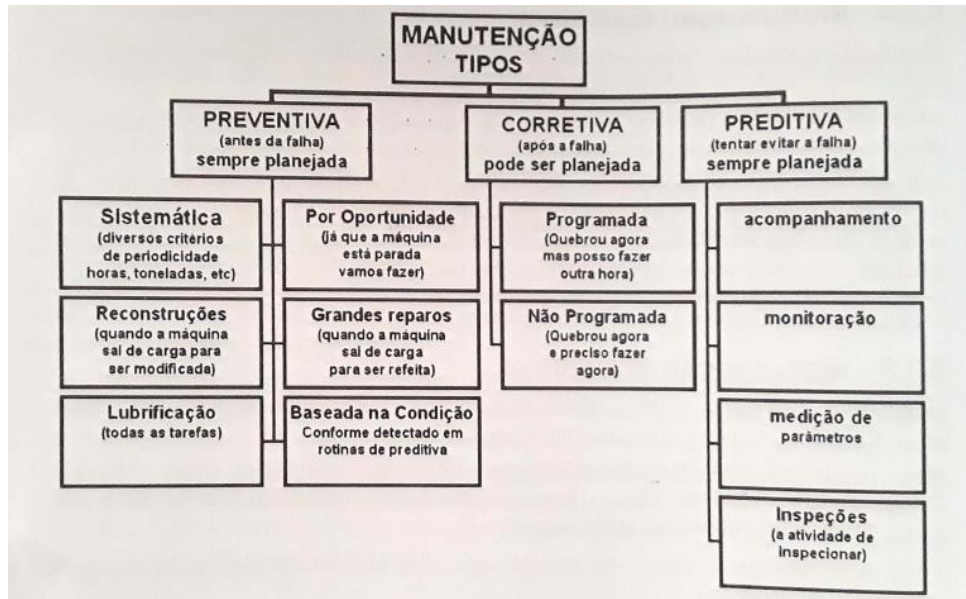 MANUTENÇÃO
TIPOS
PREVENTIVA
(antes da falha)
sempre planejada
CORRETIVA
(após a falha)
pode ser planejada
PREDITIVA
(tentar evitar a falha)
sempre planejada
Sistemática
(diversos critérios
de periodicidade
horas, toneladas, etc)
Por Oportunidade
(já que a máquina
está parada
vamos fazer)
Programada
(Quebrou agora
mas posso fazer
outra hora)
acompanhamento
Reconstruções
(quando a máquina
sai de carga para
ser modificada)
Grandes reparos
(quando a máquina
sai de carga
para ser refeita)
Não Programada
(Quebrou agora
e preciso fazer
agora)
monitoração
Lubrificação
(todas as tarefas)
Baseada na Condição
Conforme detectado em
rotinas de preditiva
medição de
parâmetros
Inspeções
(a atividade de
inspecionar)